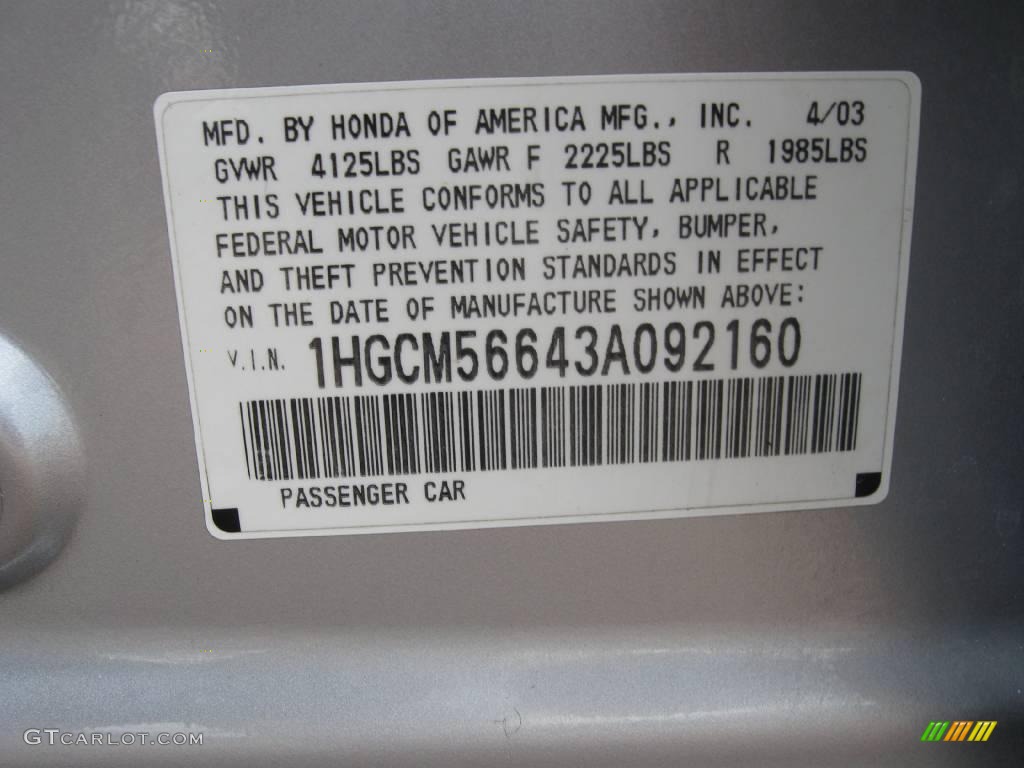 MFD. BY HONDA OF AMERICA MFG., INC. 4/03
GVWR 4125LBS GAWR F 2225LBS R 1985LBS
THIS VEHICLE CONFORMS TO ALL APPLICABLE
FEDERAL MOTOR VEHICLE SAFETY, BUMPER,
AND THEFT PREVENTION STANDARDS IN EFFECT
ON THE DATE OF MANUFACTURE SHOWN ABOVE:
V.I.N. 1HGCM56643A092160
PASSENGER CAR
GTCARLOT.COM